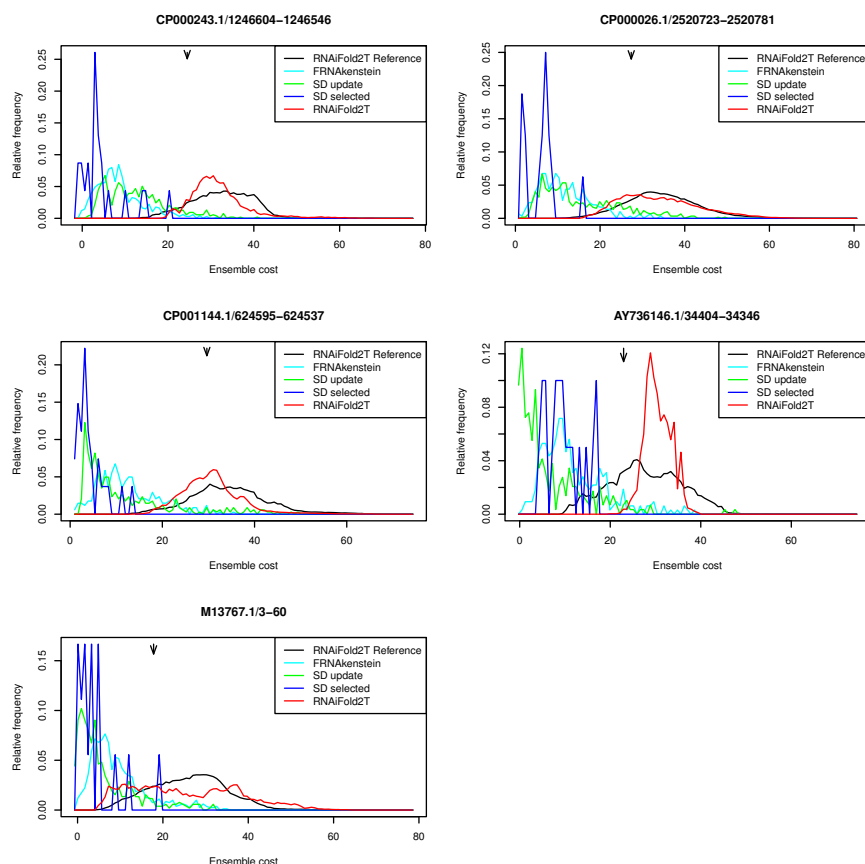 CP000243.1/1246604−1246546
Relative frequency
0.00 0.05 0.10 0.15 0.20 0.25
RNAiFold2T Reference
FRNAkenstein
SD update
SD selected
RNAiFold2T
0 20 40 60 80
Ensemble cost
CP000026.1/2520723−2520781
Relative frequency
0.00 0.05 0.10 0.15 0.20 0.25
RNAiFold2T Reference
FRNAkenstein
SD update
SD selected
RNAiFold2T
0 20 40 60 80
Ensemble cost
CP001144.1/624595−624537
Relative frequency
0.00 0.05 0.10 0.15 0.20
RNAiFold2T Reference
FRNAkenstein
SD update
SD selected
RNAiFold2T
0 20 40 60
Ensemble cost
AY736146.1/34404−34346
Relative frequency
0.00 0.04 0.08 0.12
RNAiFold2T Reference
FRNAkenstein
SD update
SD selected
RNAiFold2T
0 20 40 60
Ensemble cost
M13767.1/3−60
Relative frequency
0.00 0.05 0.10 0.15
RNAiFold2T Reference
FRNAkenstein
SD update
SD selected
RNAiFold2T
0 20 40 60 80
Ensemble cost